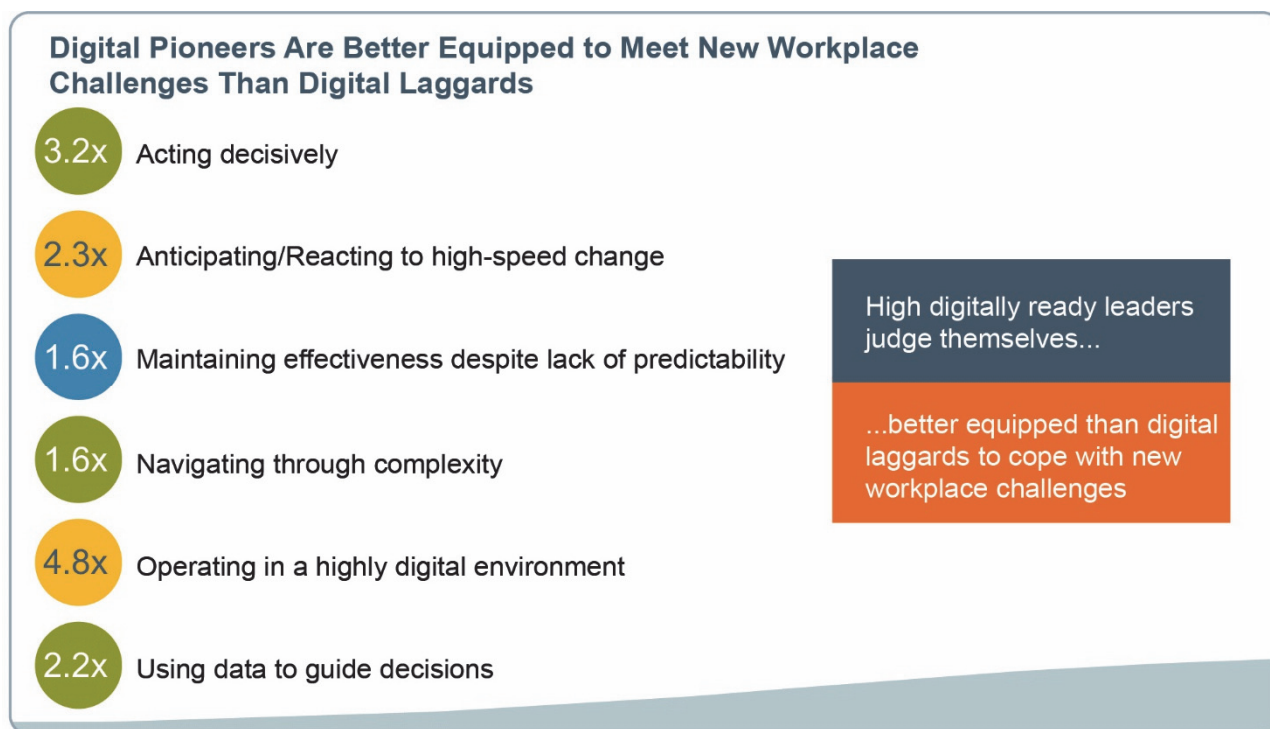 Digital Pioneers Are Better Equipped to Meet New Workplace
Challenges Than Digital Laggards
3.2x Acting decisively
2.3x Anticipating/Reacting to high-speed change
1.6x Maintaining effectiveness despite lack of predictability
1.6x Navigating through complexity
4.8x Operating in a highly digital environment
2.2x Using data to guide decisions
High digitally ready leaders
judge themselves...
...better equipped than digital
laggards to cope with new
workplace challenges